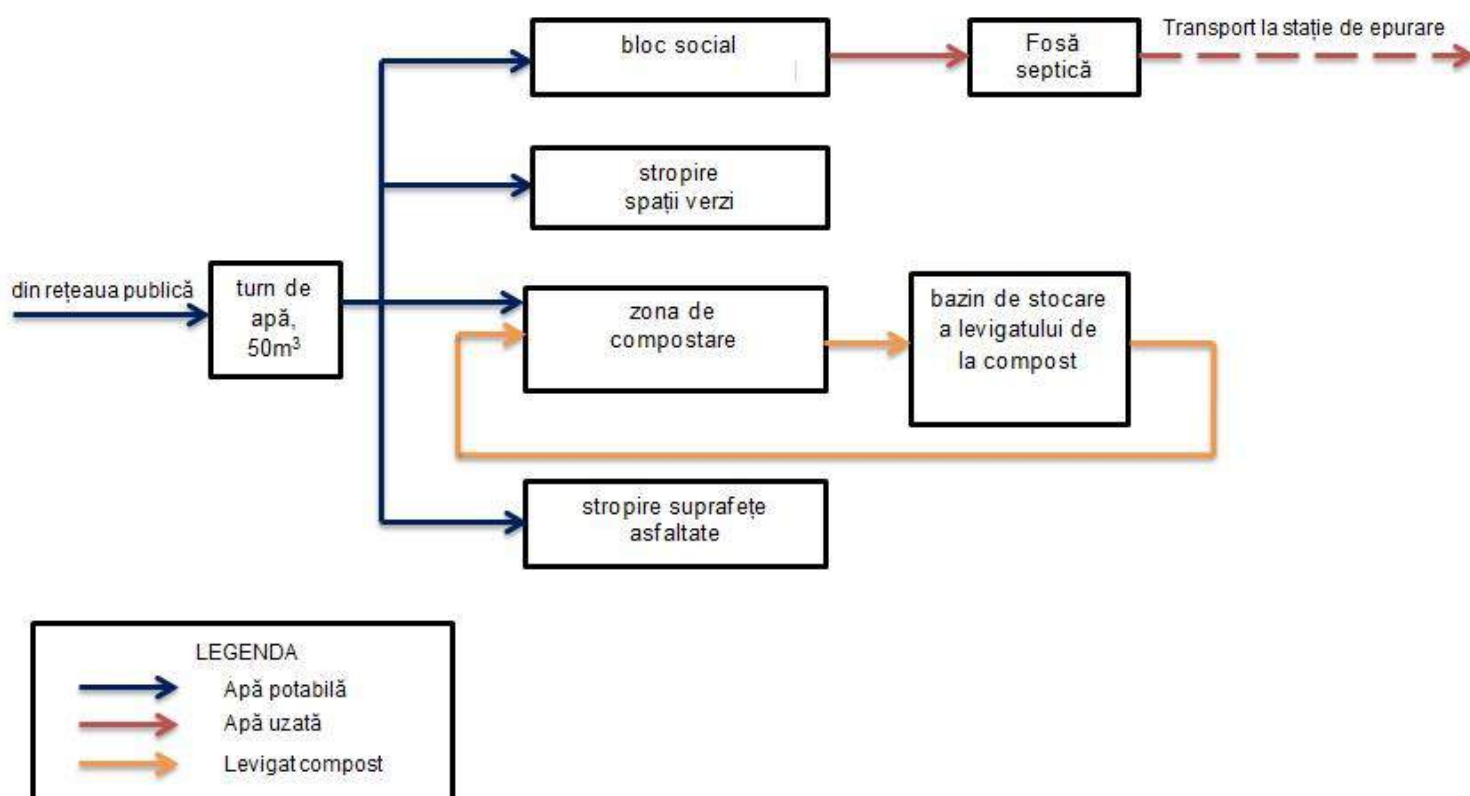 bloc social
Fosă
septică
Transport la stație de epurare
stropire
spații verzi
din rețeaua publică
turn de
apă,
50m³
zona de
compostare
bazin de stocare
a levigatului de
la compost
stropire suprafețe
asfaltate
LEGENDA
Apă potabilă
Apă uzată
Levigat compost